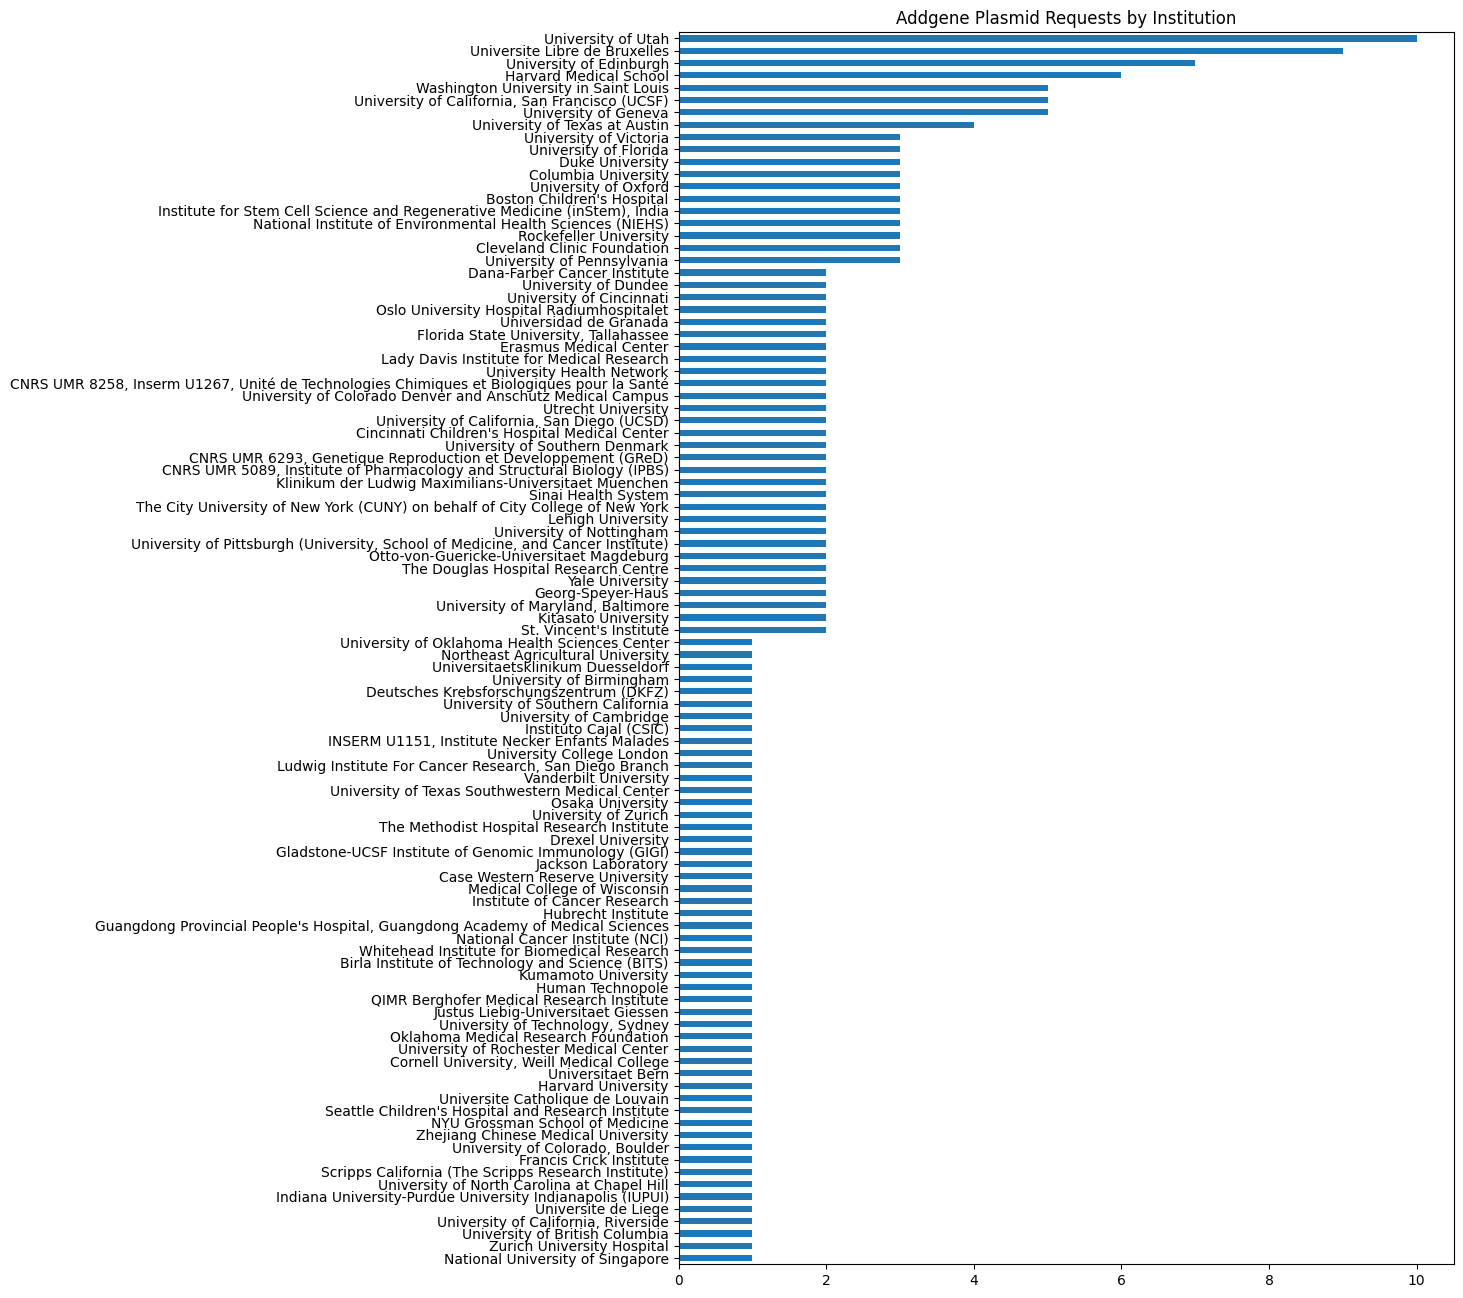 Addgene Plasmid Requests by Institution
University of Utah
Universite Libre de Bruxelles
University of Edinburgh
Harvard Medical School
Washington University in Saint Louis
University of California, San Francisco (UCSF)
University of Geneva
University of Texas at Austin
University of Victoria
University of Florida
Duke University
Columbia University
University of Oxford
Boston Children's Hospital
Institute for Stem Cell Science and Regenerative Medicine (inStem), India
National Institute of Environmental Health Sciences (NIEHS)
Rockefeller University
Cleveland Clinic Foundation
University of Pennsylvania
Dana-Farber Cancer Institute
University of Dundee
University of Cincinnati
Oslo University Hospital Radiumhospitalet
Universidad de Granada
Florida State University, Tallahassee
Erasmus Medical Center
Lady Davis Institute for Medical Research
University Health Network
CNRS UMR 8258, Inserm U1267, Unité de Technologies Chimiques et Biologiques pour la Santé
University of Colorado Denver and Anschutz Medical Campus
Utrecht University
University of California, San Diego (UCSD)
Cincinnati Children's Hospital Medical Center
University of Southern Denmark
CNRS UMR 6293, Genetique Reproduction et Developpement (GReD)
CNRS UMR 5089, Institute of Pharmacology and Structural Biology (IPBS)
Klinikum der Ludwig Maximilians-Universitaet Muenchen
Sinai Health System
The City University of New York (CUNY) on behalf of City College of New York
Lehigh University
University of Nottingham
University of Pittsburgh (University, School of Medicine, and Cancer Institute)
Otto-von-Guericke-Universitaet Magdeburg
The Douglas Hospital Research Centre
Yale University
Georg-Speyer-Haus
University of Maryland, Baltimore
Kitasato University
St. Vincent's Institute
University of Oklahoma Health Sciences Center
Northeast Agricultural University
Universitaetsklinikum Duesseldorf
University of Birmingham
Deutsches Krebsforschungszentrum (DKFZ)
University of Southern California
University of Cambridge
Instituto Cajal (CSIC)
INSERM U1151, Institute Necker Enfants Malades
University College London
Ludwig Institute For Cancer Research, San Diego Branch
Vanderbilt University
University of Texas Southwestern Medical Center
Osaka University
University of Zurich
The Methodist Hospital Research Institute
Drexel University
Gladstone-UCSF Institute of Genomic Immunology (GIGI)
Jackson Laboratory
Case Western Reserve University
Medical College of Wisconsin
Institute of Cancer Research
Hubrecht Institute
Guangdong Provincial People's Hospital, Guangdong Academy of Medical Sciences
National Cancer Institute (NCI)
Whitehead Institute for Biomedical Research
Birla Institute of Technology and Science (BITS)
Kumamoto University
Human Technopole
QIMR Berghofer Medical Research Institute
Justus Liebig-Universitaet Giessen
University of Technology, Sydney
Oklahoma Medical Research Foundation
University of Rochester Medical Center
Cornell University, Weill Medical College
Universitaet Bern
Harvard University
Universite Catholique de Louvain
Seattle Children's Hospital and Research Institute
NYU Grossman School of Medicine
Zhejiang Chinese Medical University
University of Colorado, Boulder
Francis Crick Institute
Scripps California (The Scripps Research Institute)
University of North Carolina at Chapel Hill
Indiana University-Purdue University Indianapolis (IUPUI)
Universite de Liege
University of California, Riverside
University of British Columbia
Zurich University Hospital
National University of Singapore
0 2 4 6 8 10